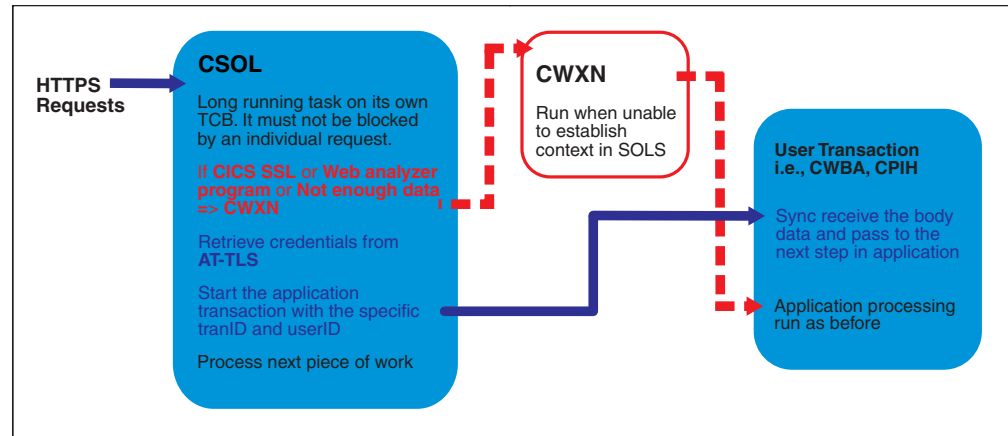 HTTPS
Requests
CSOL
Long running task on its own
TCB. It must not be blocked
by an individual request.
If CICS SSL or Web analyzer
program or Not enough data
=> CWXN
Retrieve credentials from
AT-TLS
Start the application
transaction with the specific
tranID and userID
Process next piece of work
CWXN
Run when unable
to establish
context in SOLS
User Transaction
i.e., CWBA, CPIH
Sync receive the body
data and pass to the
next step in application
Application processing
run as before